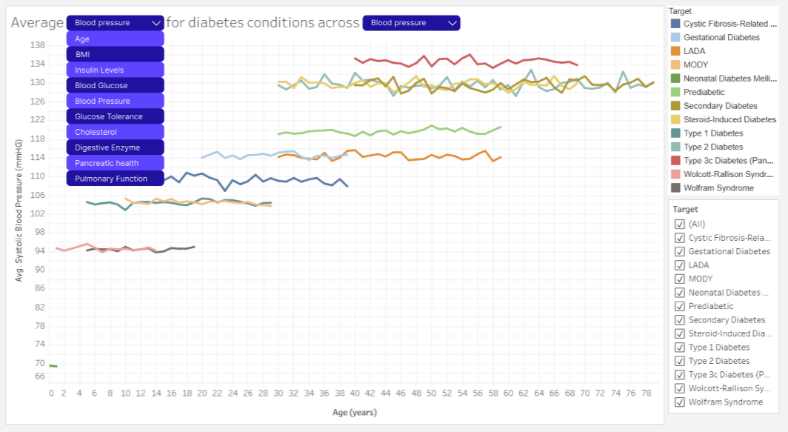 Average Blood pressure for diabetes conditions across Blood pressure
Age
BMI
Insulin Levels
Blood Glucose
Blood Pressure
Glucose Tolerance
Cholesterol
Digestive Enzyme
Pancreatic health
Pulmonary Function
Avg. Systolic Blood Pressure (mmHG)
138
134
130
126
122
118
114
110
106
102
98
94
90
86
82
78
74
70
66
0 2 4 6 8 10 12 14 16 18 20 22 24 26 28 30 32 34 36 38 40 42 44 46 48 50 52 54 56 58 60 62 64 66 68 70 72 74 76 78
Age (years)
Target
Cystic Fibrosis-Related ...
Gestational Diabetes
LADA
MODY
Neonatal Diabetes Melli...
Prediabetic
Secondary Diabetes
Steroid-Induced Diabetes
Type 1 Diabetes
Type 2 Diabetes
Type 3c Diabetes (Pan...
Wolcott-Rallison Syndr...
Wolfram Syndrome
Target
(All)
Cystic Fibrosis-Rela...
Gestational Diabetes
LADA
MODY
Neonatal Diabetes ...
Prediabetic
Secondary Diabetes
Steroid-Induced Dia...
Type 1 Diabetes
Type 2 Diabetes
Type 3c Diabetes (P...
Wolcott-Rallison Sy...
Wolfram Syndrome